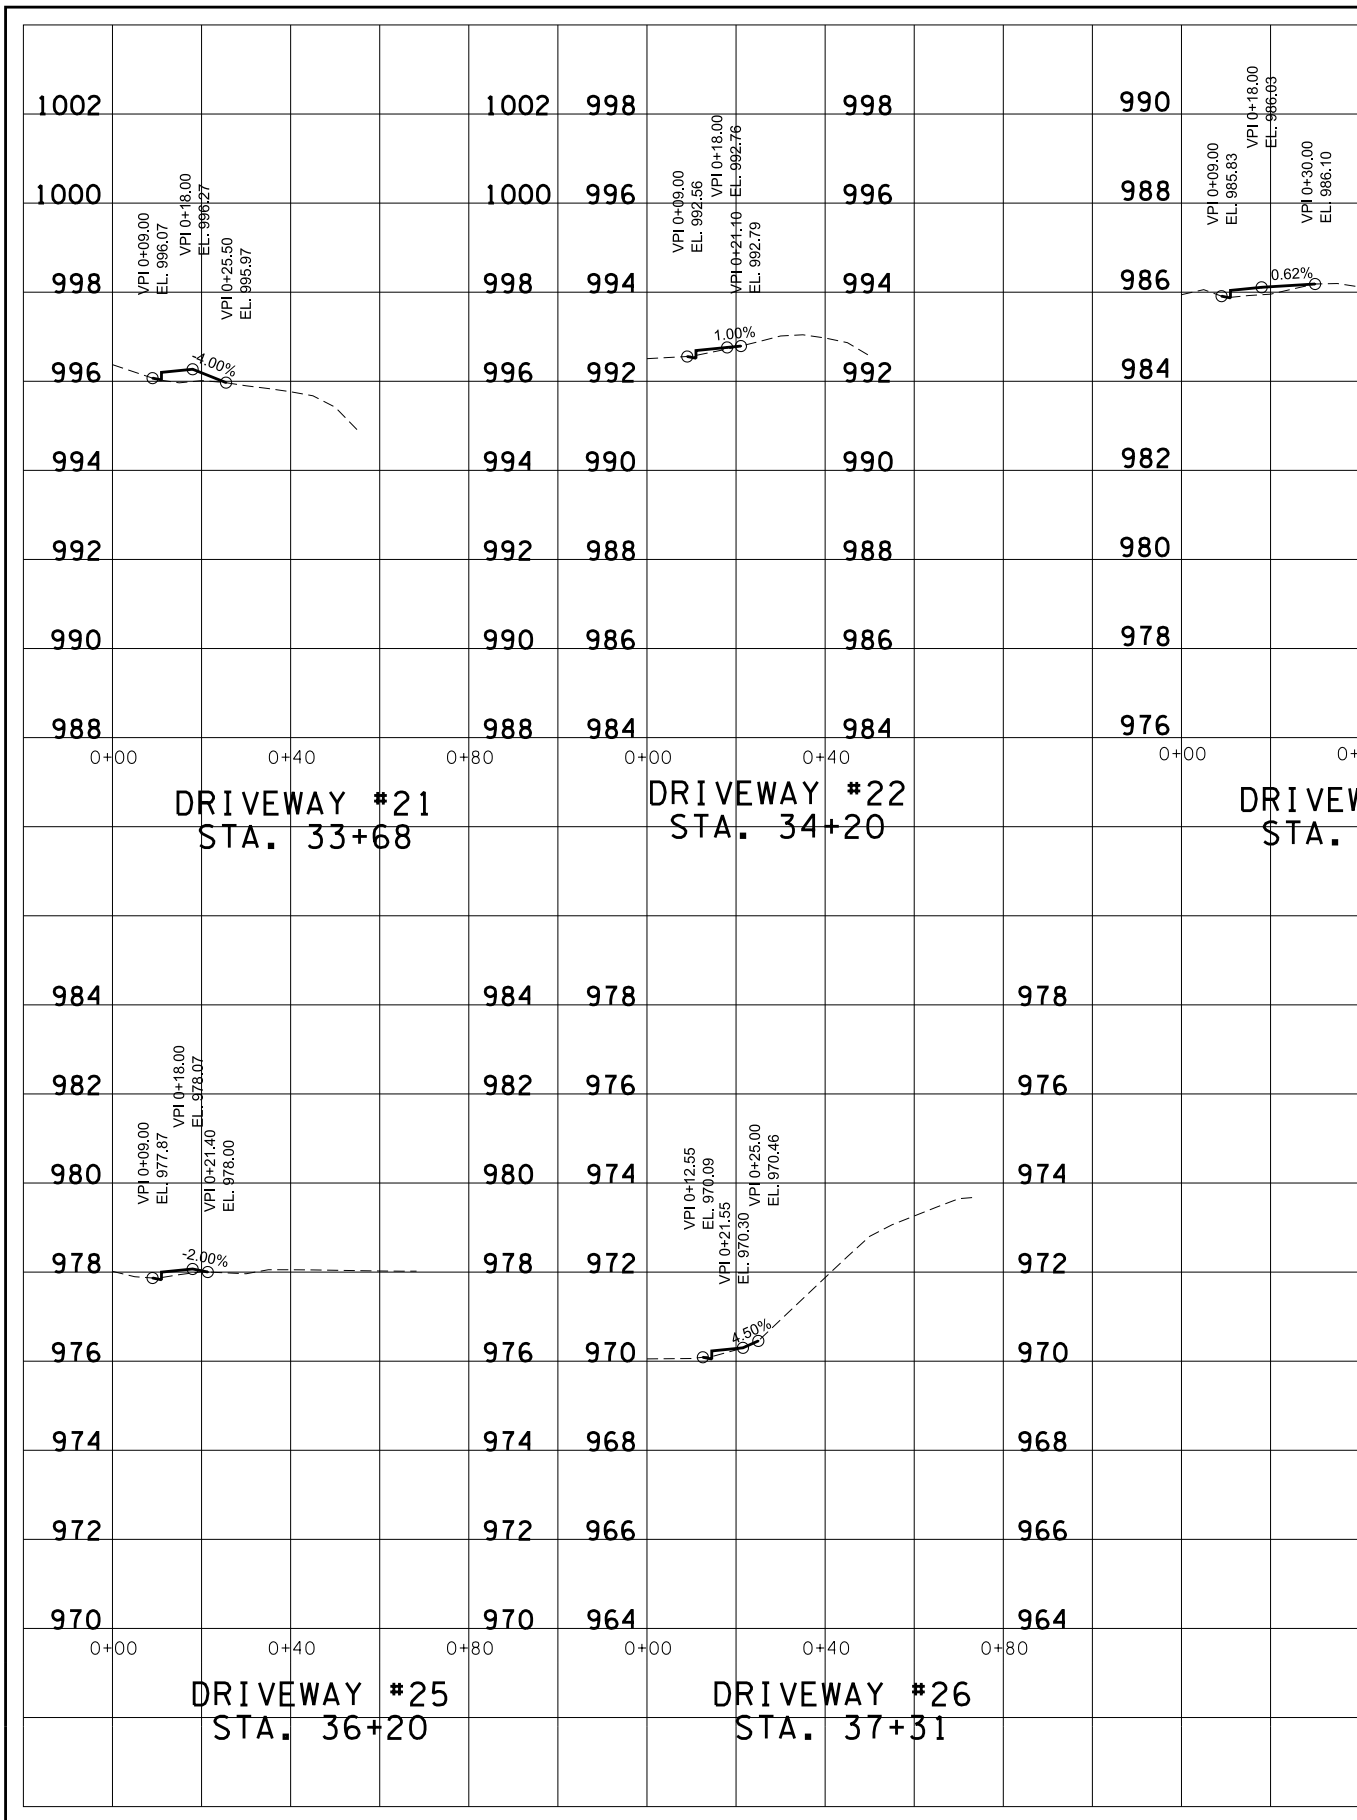 1002
1002
1000
1000
998
998
996
996
994
994
992
992
990
990
988
988
VPI 0+09.00
EL. 996.07
VPI 0+18.00
EL. 996.27
VPI 0+25.50
EL. 995.97
-4.00%
0+00
0+40
0+80
DRIVEWAY #21
STA. 33+68
998
998
996
996
994
994
992
992
990
990
988
988
986
986
984
984
VPI 0+09.00
EL. 992.56
VPI 0+18.00
EL. 992.76
VPI 0+21.10
EL. 992.79
1.00%
0+00
0+40
DRIVEWAY #22
STA. 34+20
990
988
986
984
982
980
978
976
VPI 0+09.00
EL. 985.83
VPI 0+18.00
EL. 986.03
VPI 0+30.00
EL. 986.10
0.62%
0+00
0+
DRIVEW
STA.
984
984
982
982
980
980
978
978
976
976
974
974
972
972
970
970
VPI 0+09.00
EL. 977.87
VPI 0+18.00
EL. 978.07
VPI 0+21.40
EL. 978.00
-2.00%
0+00
0+40
0+80
DRIVEWAY #25
STA. 36+20
978
978
976
976
974
974
972
972
970
970
968
968
966
966
964
964
VPI 0+12.55
EL. 970.09
VPI 0+21.55
EL. 970.30
VPI 0+25.00
EL. 970.46
4.50%
0+00
0+40
0+80
DRIVEWAY #26
STA. 37+31